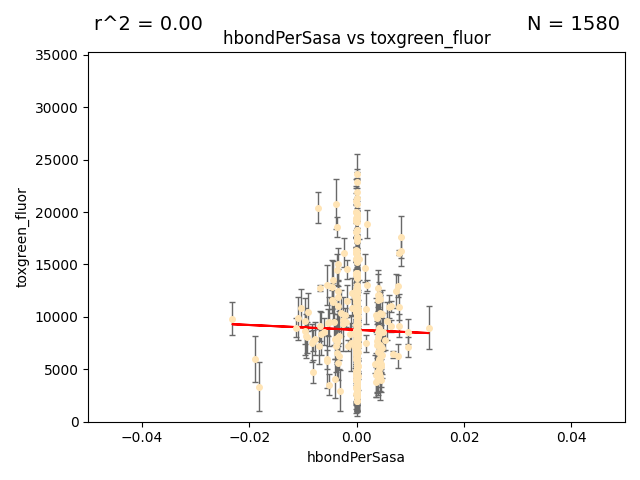 r^2 = 0.00
N = 1580
hbondPerSasa vs toxgreen_fluor
35000
30000
25000
20000
15000
10000
5000
0
toxgreen_fluor
−0.04
−0.02
0.00
0.02
0.04
hbondPerSasa